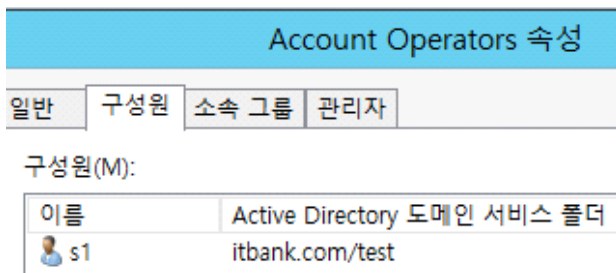 Account Operators 속성
일반 구성원 소속 그룹 관리자
구성원(M):
이름 Active Directory 도메인 서비스 폴더
s1 itbank.com/test